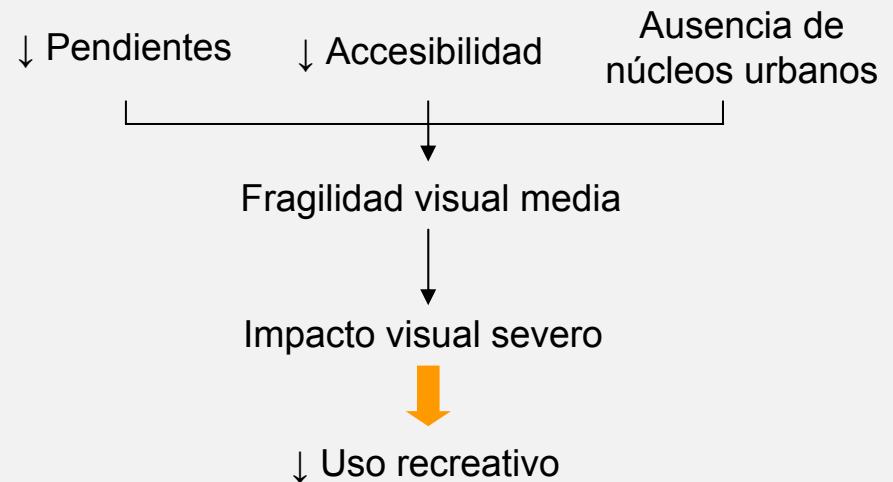 ↓ Pendientes
↓ Accesibilidad
Ausencia de
núcleos urbanos
Fragilidad visual media
Impacto visual severo
↓ Uso recreativo